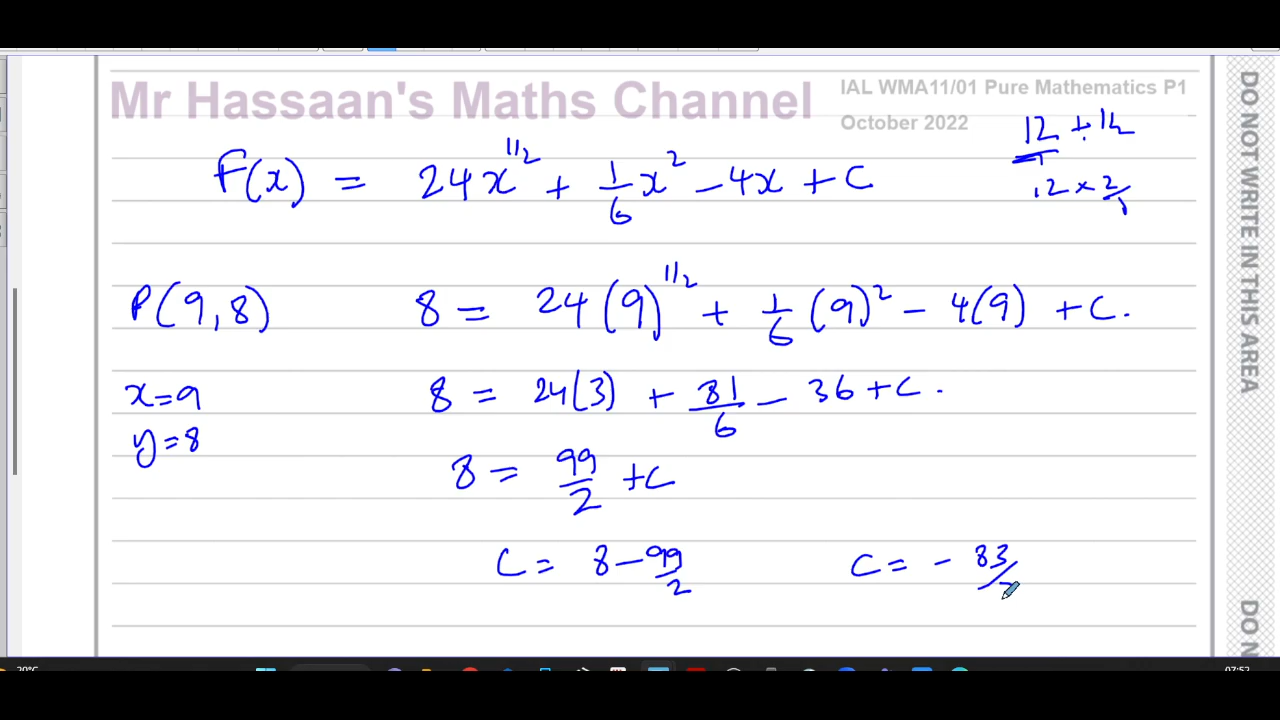 Mr Hassaan's Maths Channel
IAL WMA11/01 Pure Mathematics P1
October 2022
12 ÷ 1/2
12 × 2/1
f(x) = 24x^1/2 + 1/6 x² - 4x + c
P(9,8) 8 = 24(9)^1/2 + 1/6 (9)² - 4(9) + c.
x=9 8 = 24(3) + 81/6 - 36 + c.
y=8
8 = 99/2 + c
c = 8 - 99/2 c = - 83/
DO NOT WRITE IN THIS AREA
DO N
07:52